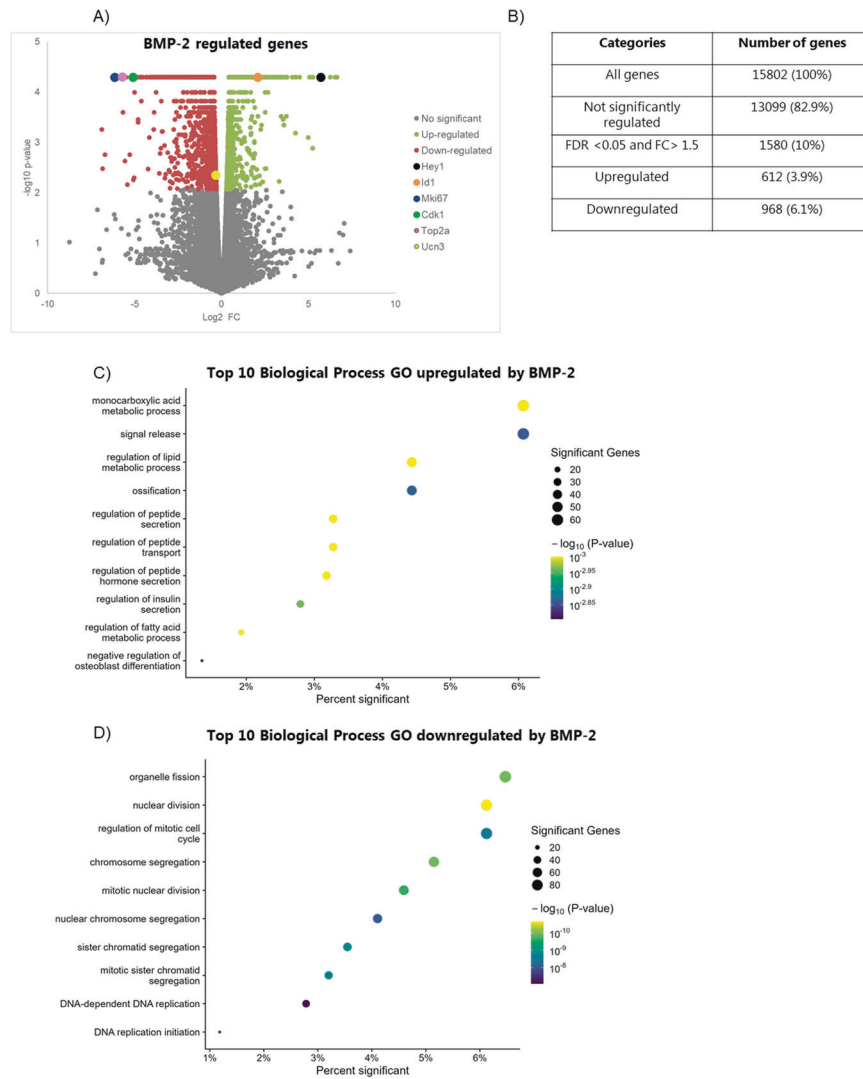 A)
BMP-2 regulated genes
5
4
3
2
1
0
-10
-5
0
5
10
-log10 p-value
Log2 FC
No significant
Up-regulated
Down-regulated
Hey1
Id1
Mki67
Cdk1
Top2a
Ucn3
B)
Categories Number of genes
All genes 15802 (100%)
Not significantly regulated 13099 (82.9%)
FDR <0.05 and FC> 1.5 1580 (10%)
Upregulated 612 (3.9%)
Downregulated 968 (6.1%)
C)
Top 10 Biological Process GO upregulated by BMP-2
monocarboxylic acid
metabolic process
signal release
regulation of lipid
metabolic process
ossification
regulation of peptide
secretion
regulation of peptide
transport
regulation of peptide
hormone secretion
regulation of insulin
secretion
regulation of fatty acid
metabolic process
negative regulation of
osteoblast differentiation
2% 3% 4% 5% 6%
Percent significant
Significant Genes
20
30
40
50
60
− log10 (P-value)
10-3
10-2.95
10-2.9
10-2.85
D)
Top 10 Biological Process GO downregulated by BMP-2
organelle fission
nuclear division
regulation of mitotic cell
cycle
chromosome segregation
mitotic nuclear division
nuclear chromosome segregation
sister chromatid segregation
mitotic sister chromatid
segregation
DNA-dependent DNA replication
DNA replication initiation
1% 2% 3% 4% 5% 6%
Percent significant
Significant Genes
20
40
60
80
− log10 (P-value)
10-10
10-9
10-8